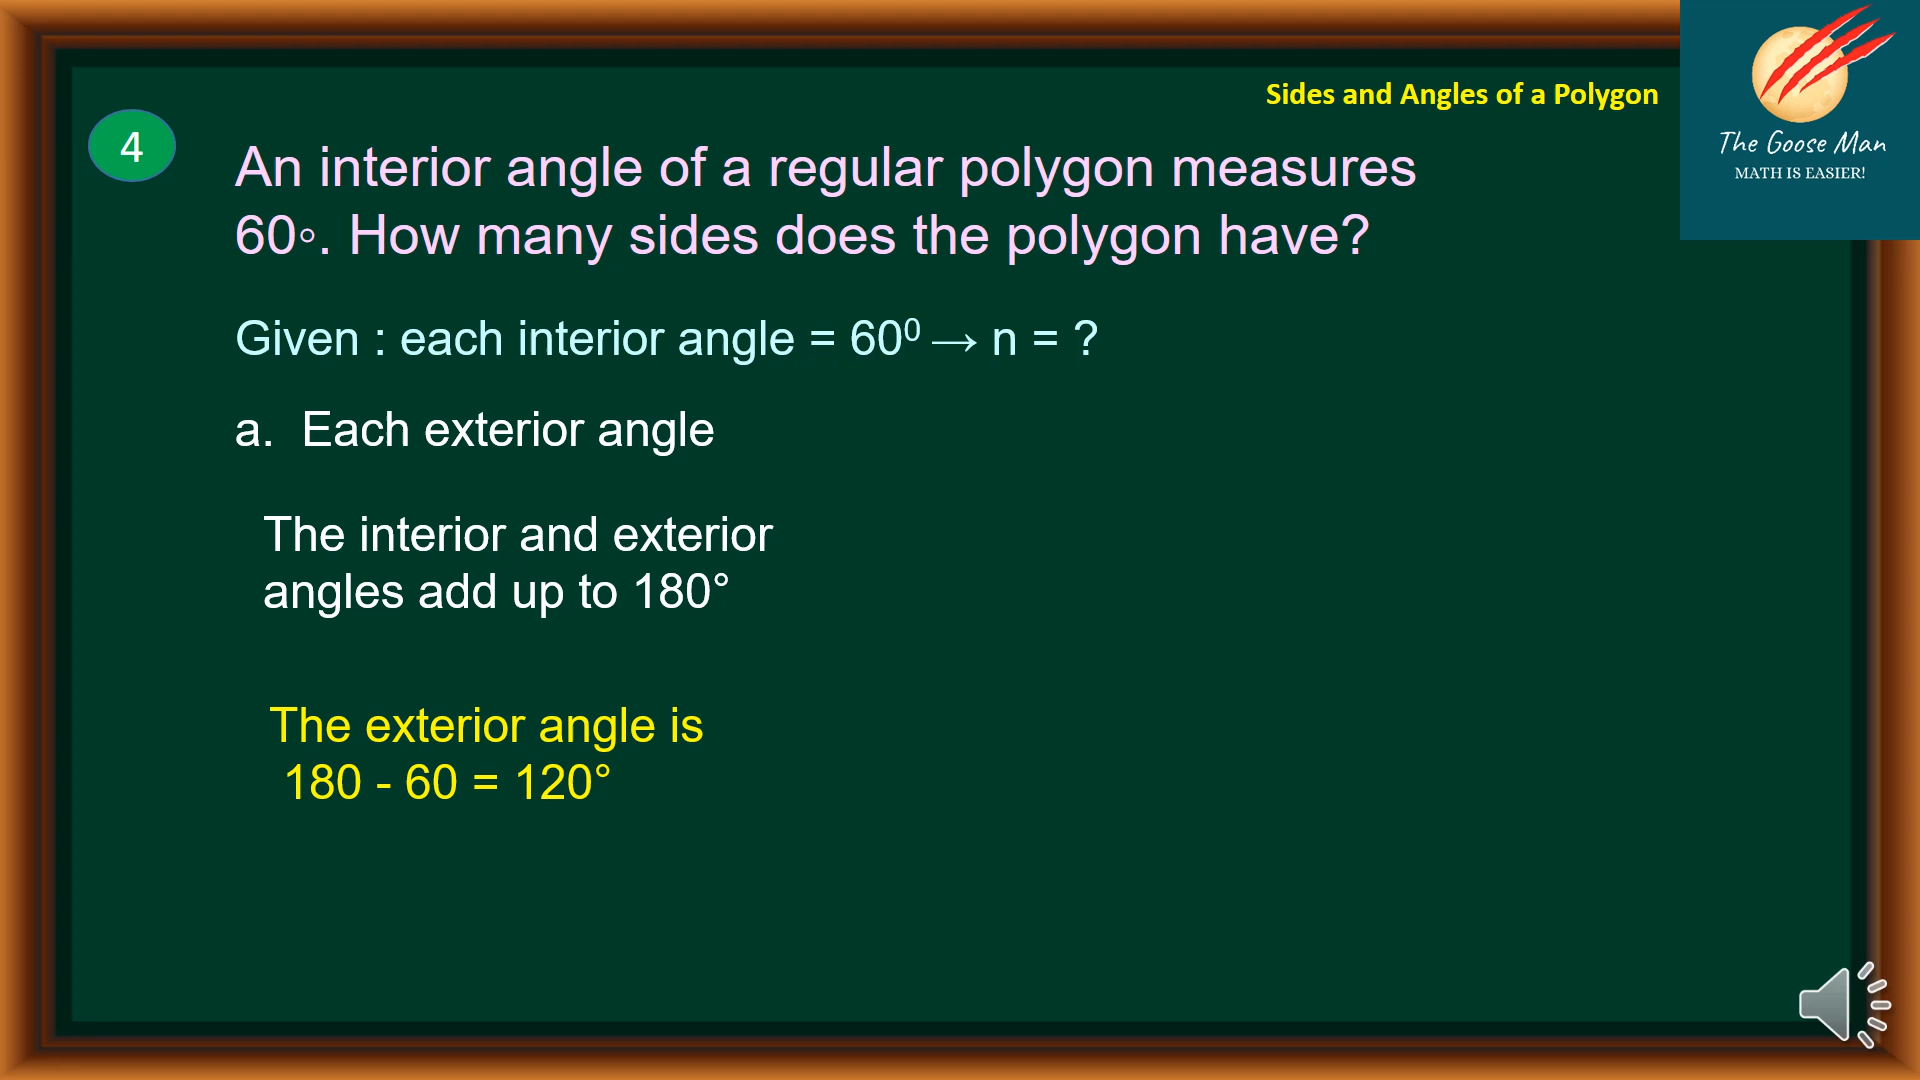 Sides and Angles of a Polygon
The Goose Man
MATH IS EASIER!
4
An interior angle of a regular polygon measures
60◦. How many sides does the polygon have?
Given : each interior angle = 60⁰ → n = ?
a. Each exterior angle
The interior and exterior
angles add up to 180°
The exterior angle is
180 - 60 = 120°